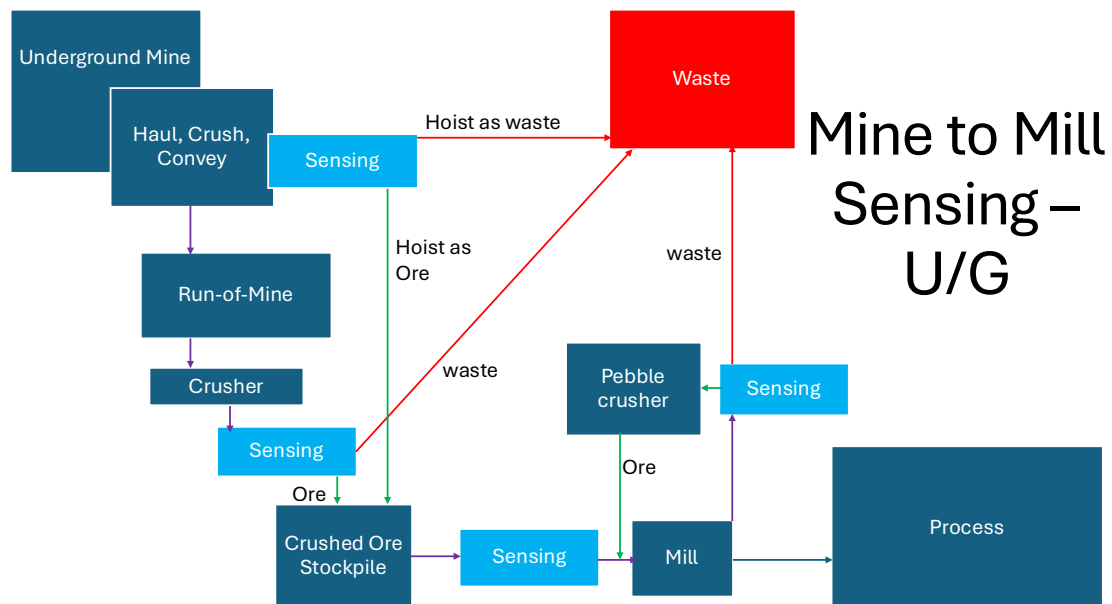 Underground Mine
Haul, Crush,
Convey
Sensing
Hoist as waste
Waste
Mine to Mill
Sensing –
U/G
Hoist as
Ore
waste
Run-of-Mine
waste
Crusher
Pebble
crusher
Sensing
Sensing
Ore
Ore
Crushed Ore
Stockpile
Sensing
Mill
Process